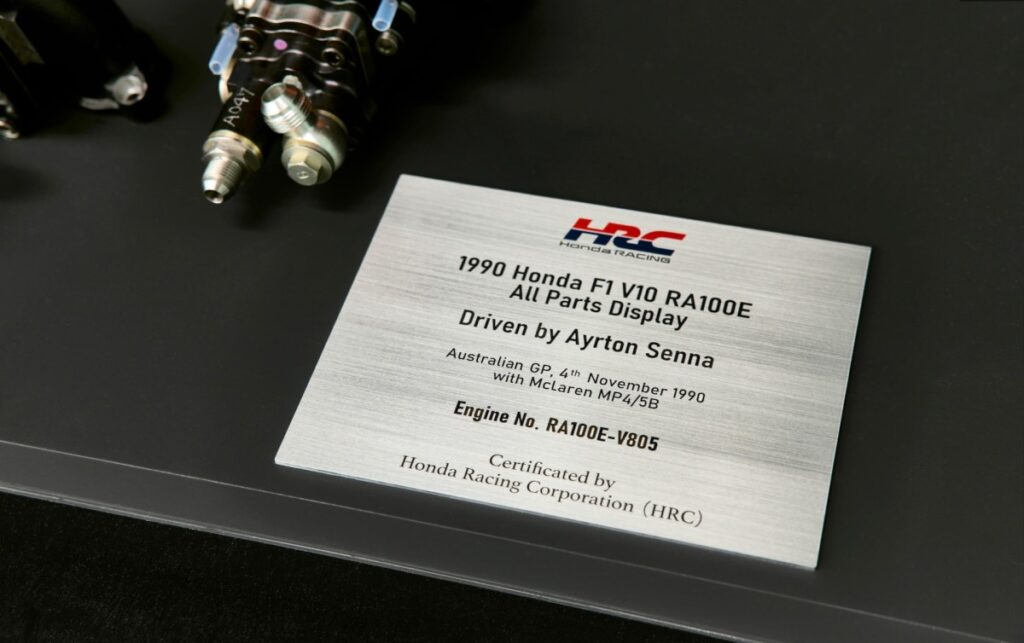 A047
HRC
Honda RACING
1990 Honda F1 V10 RA100E
All Parts Display
Driven by Ayrton Senna
Australian GP, 4th November 1990
with McLaren MP4/5B
Engine No. RA100E-V805
Certificated by
Honda Racing Corporation (HRC)